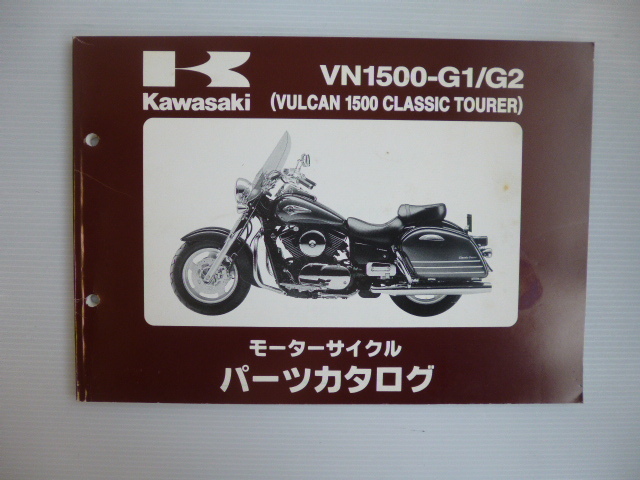 Kawasaki
VN1500-G1/G2
(VULCAN 1500 CLASSIC TOURER)
モーターサイクル
パーツカタログ